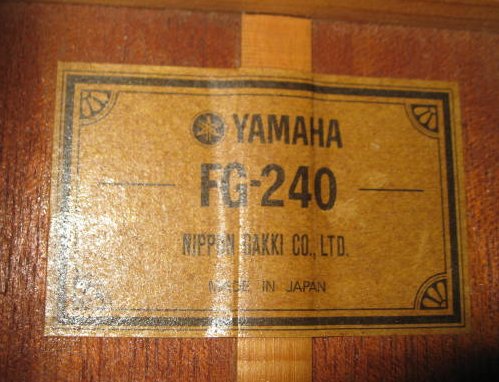 YAMAHA
FG-240
NIPPON GAKKI CO., LTD.
MADE IN JAPAN